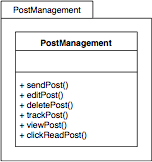 PostManagement
PostManagement
+ sendPost()
+ editPost()
+ deletePost()
+ trackPost()
+ viewPost()
+ clickReadPost()